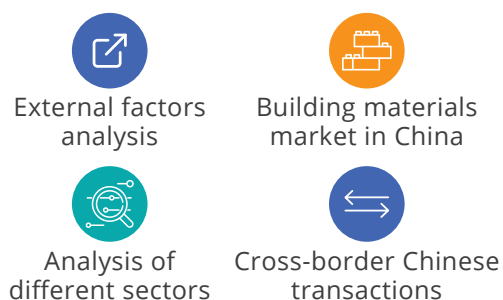 External factors
analysis
Building materials
market in China
Analysis of
different sectors
Cross-border Chinese
transactions